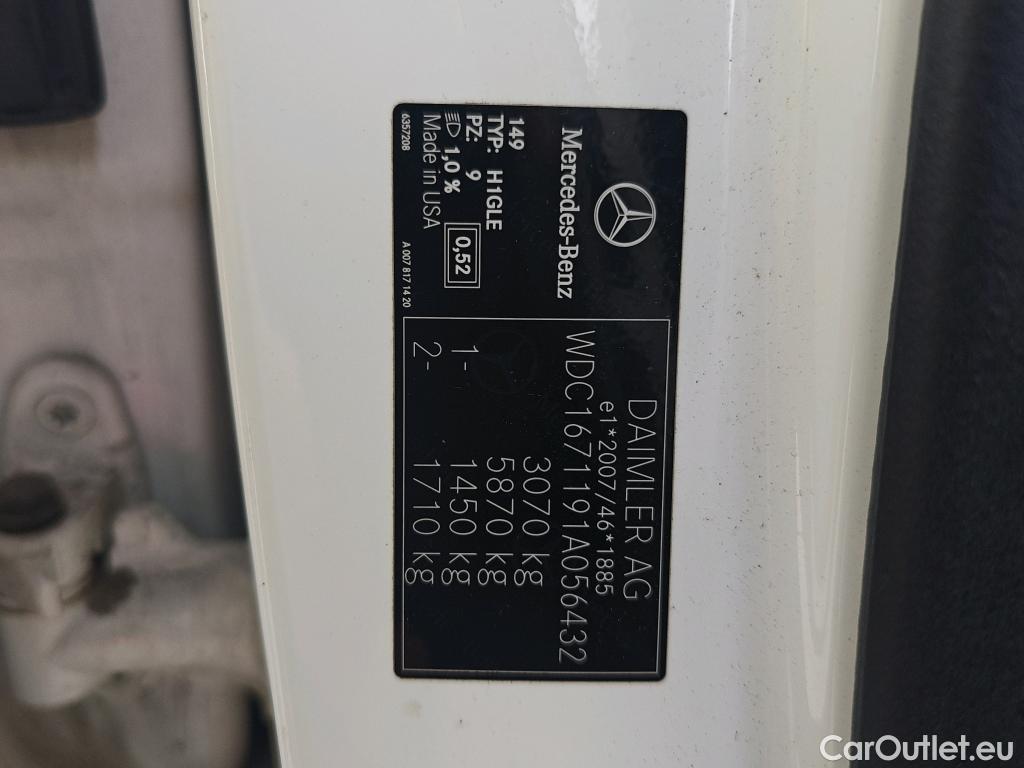 Mercedes-Benz
149
TYP: H1GLE
PZ: 9
1,0 %
0,52
Made in USA
6357208
A 007 817 14 20
DAIMLER AG
e1*2007/46*1885
WDC1671191A056432
3070 kg
5870 kg
1- 1450 kg
2- 1710 kg
CarOutlet.eu